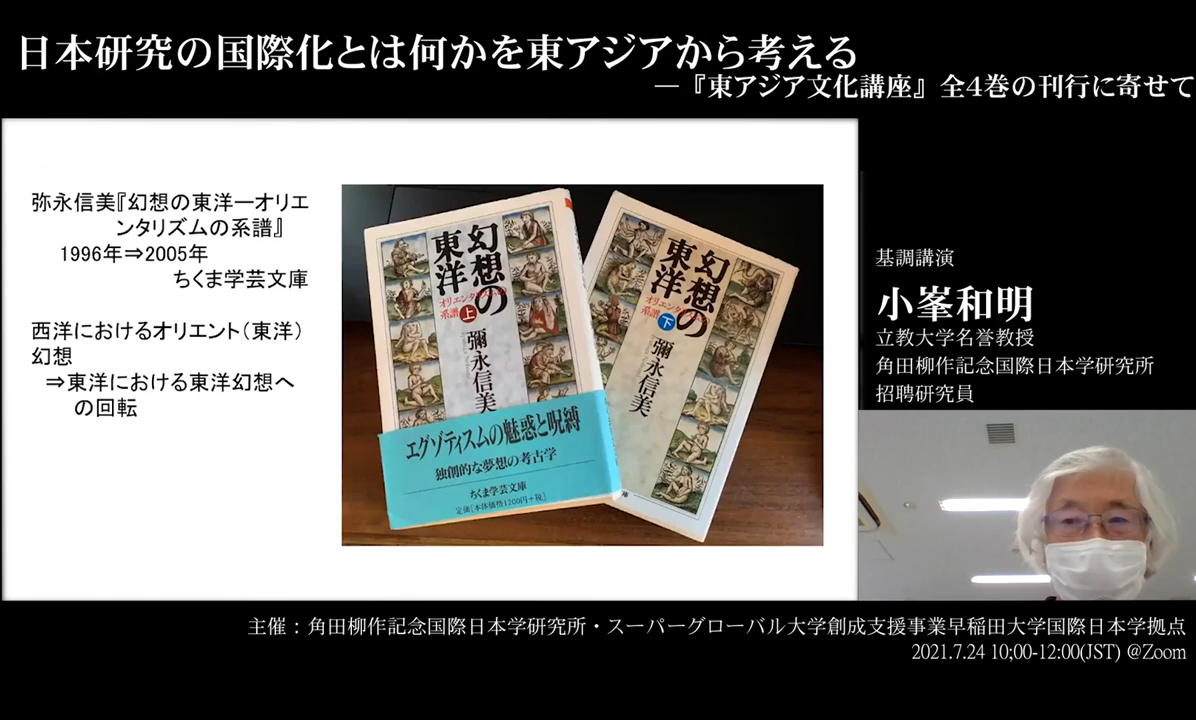 日本研究の国際化とは何かを東アジアから考える
―『東アジア文化講座』全4巻の刊行に寄せて
弥永信美『幻想の東洋―オリエ
ンタリズムの系譜』
1996年⇒2005年
ちくま学芸文庫
西洋におけるオリエント(東洋)
幻想
⇒東洋における東洋幻想へ
の回転
幻想の
東洋
オリエンタリズムの
系譜
上
彌永信美
エグゾティスムの魅惑と呪縛
独創的な夢想の考古学
ちくま学芸文庫
定価[本体価格1200円+税]
幻想の
東洋
オリエンタリズムの
系譜
下
彌永信美
基調講演
小峯和明
立教大学名誉教授
角田柳作記念国際日本学研究所
招聘研究員
主催:角田柳作記念国際日本学研究所・スーパーグローバル大学創成支援事業早稲田大学国際日本学拠点
2021.7.24 10;00-12:00(JST) @Zoom